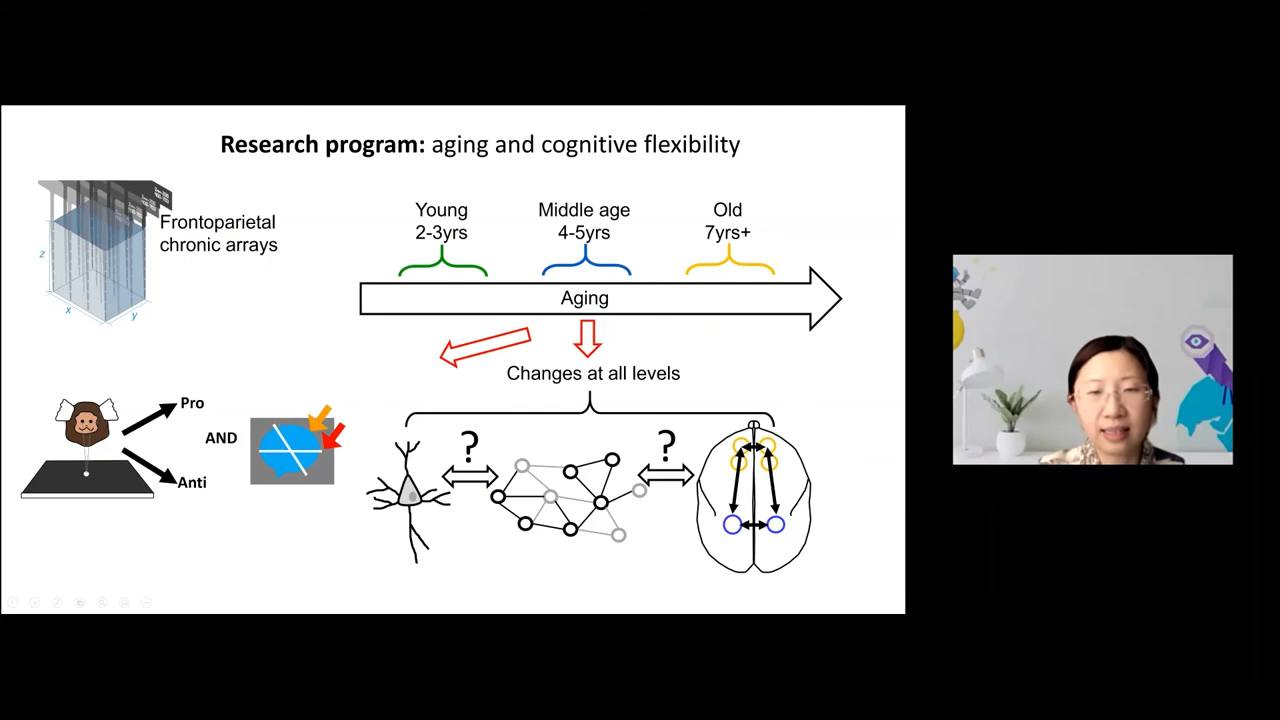 Research program: aging and cognitive flexibility
Frontoparietal
chronic arrays
z
x
y
Young
2-3yrs
Middle age
4-5yrs
Old
7yrs+
Aging
Changes at all levels
Pro
AND
Anti
?
?